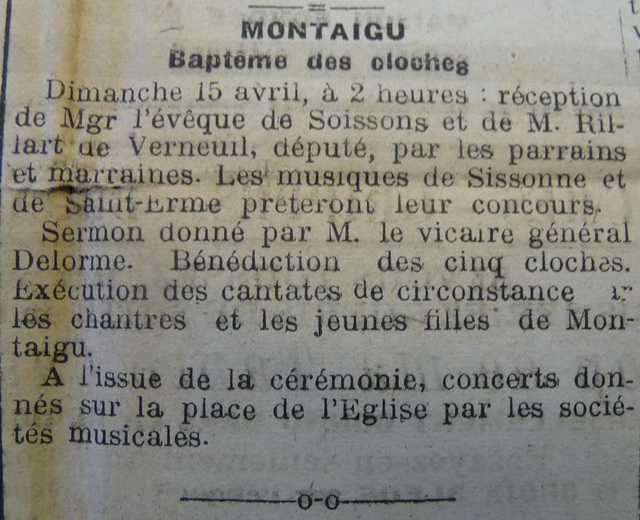 MONTAIGU
Baptême des cloches
Dimanche 15 avril, à 2 heures : réception
de Mgr l'évêque de Soissons et de M. Ril-
lart de Verneuil, député, par les parrains
et marraines. Les musiques de Sissonne et
de Saint-Erme prêteront leur concours.
Sermon donné par M. le vicaire général
Delorme. Bénédiction des cinq cloches.
Exécution des cantates de circonstance
les chantres et les jeunes filles de Mon-
taigu.
A l'issue de la cérémonie, concerts don-
nés sur la place de l'Eglise par les socié-
tés musicales.
o-o